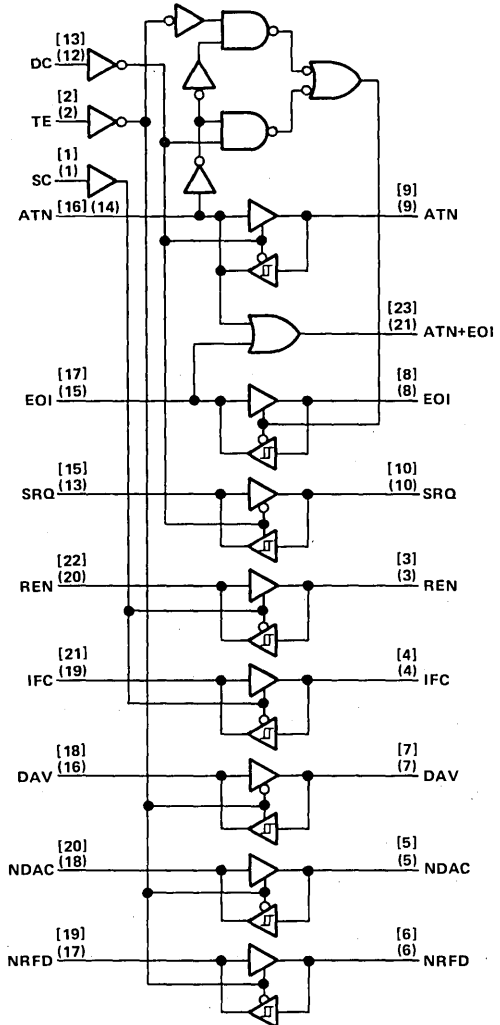 [13]
DC (12)
[2]
TE (2)
[1]
SC (1)
ATN [16] (14)
[9]
(9) ATN
[23]
(21) ATN+EOI
[17]
EOI (15)
[8]
(8) EOI
[15]
SRQ (13)
[10]
(10) SRQ
[22]
REN (20)
[3]
(3) REN
[21]
IFC (19)
[4]
(4) IFC
[18]
DAV (16)
[7]
(7) DAV
[20]
NDAC (18)
[5]
(5) NDAC
[19]
NRFD (17)
[6]
(6) NRFD